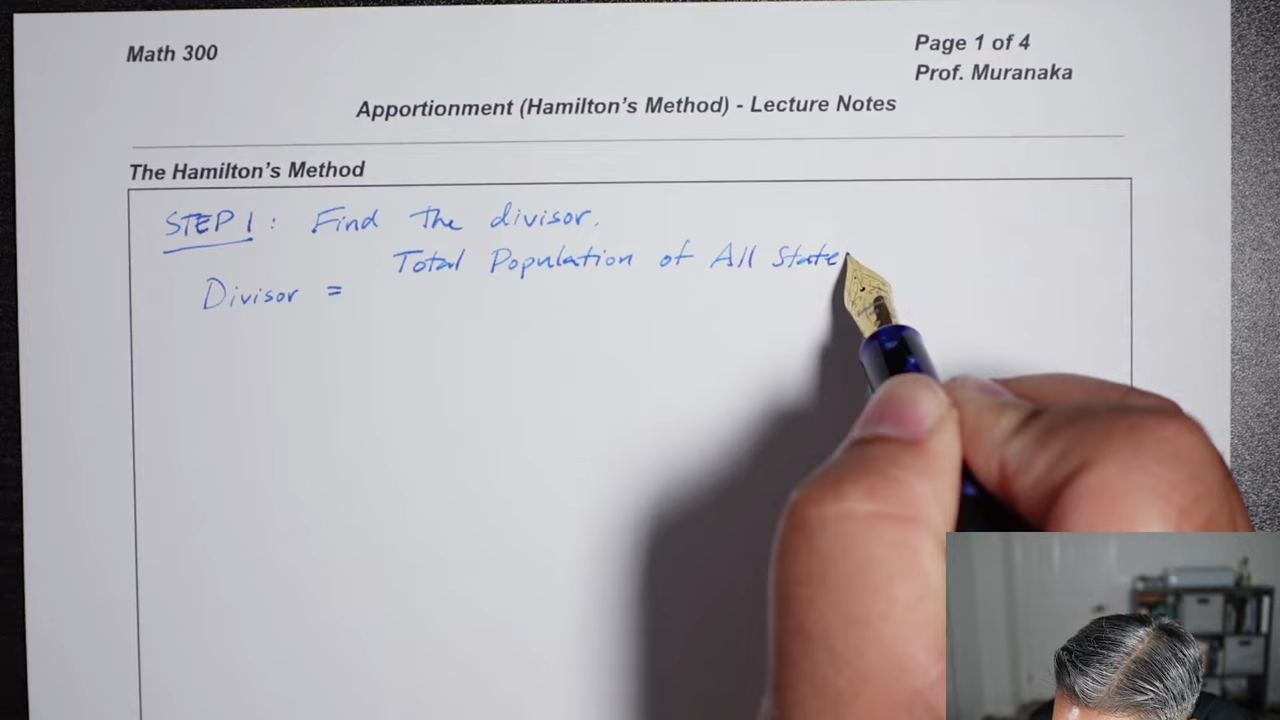 Math 300
Page 1 of 4
Prof. Muranaka
Apportionment (Hamilton's Method) - Lecture Notes
The Hamilton's Method
STEP 1: Find the divisor.
Total Population of All State
Divisor =